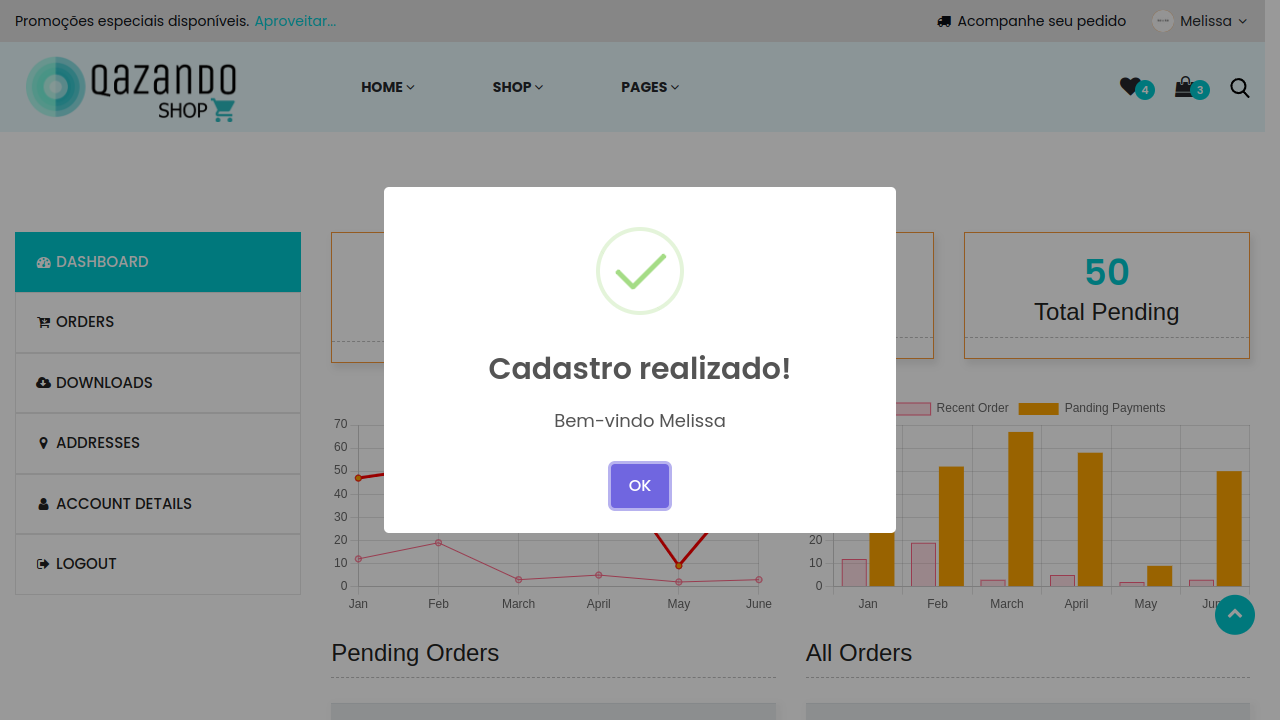 Promoções especiais disponíveis. Aproveitar...
Acompanhe seu pedido
Melissa
QAZANDO
SHOP
HOME
SHOP
PAGES
4
3
DASHBOARD
ORDERS
DOWNLOADS
ADDRESSES
ACCOUNT DETAILS
LOGOUT
50
Total Pending
Cadastro realizado!
Bem-vindo Melissa
OK
70
60
50
40
30
20
10
0
Jan
Feb
March
April
May
June
Recent Order
Panding Payments
20
10
0
Jan
Feb
March
April
May
Pending Orders
All Orders